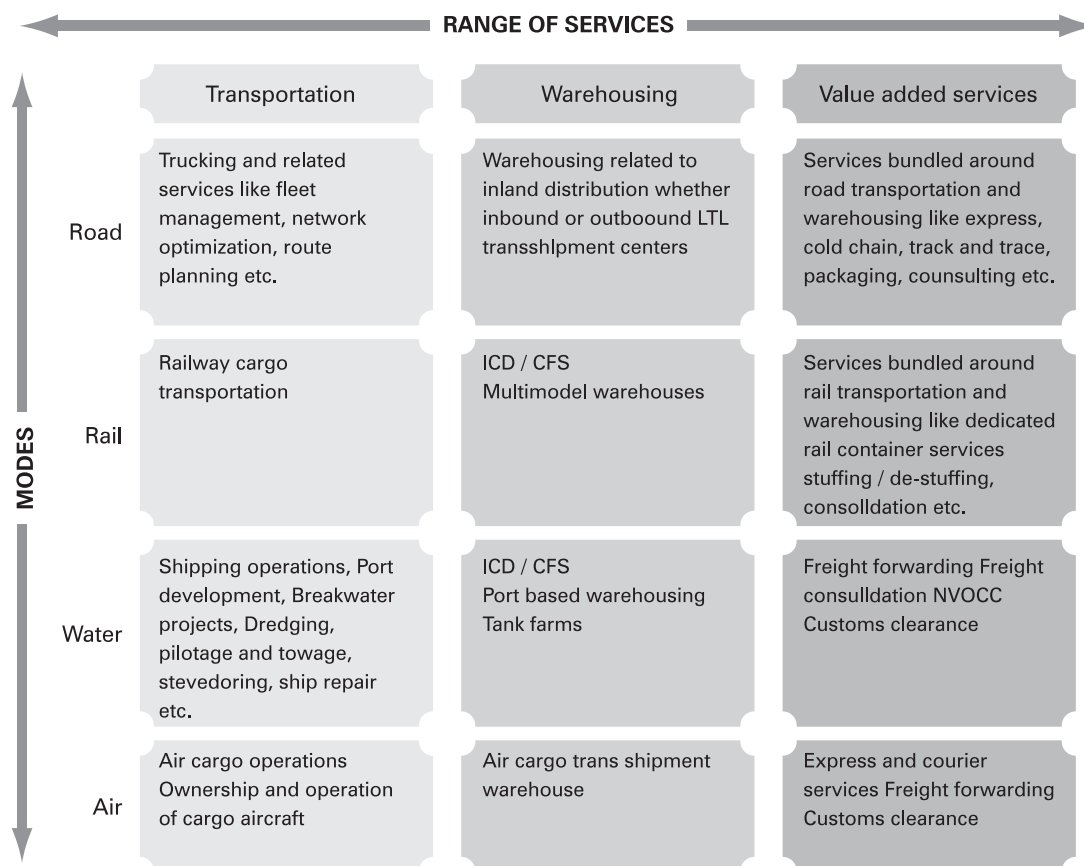 RANGE OF SERVICES
Transportation
Warehousing
Value added services
MODES
Road
Trucking and related
services like fleet
management, network
optimization, route
planning etc.
Warehousing related to
inland distribution whether
inbound or outboound LTL
transshlpment centers
Services bundled around
road transportation and
warehousing like express,
cold chain, track and trace,
packaging, counsulting etc.
Rail
Railway cargo
transportation
ICD / CFS
Multimodel warehouses
Services bundled around
rail transportation and
warehousing like dedicated
rail container services
stuffing / de-stuffing,
consolldation etc.
Water
Shipping operations, Port
development, Breakwater
projects, Dredging,
pilotage and towage,
stevedoring, ship repair
etc.
ICD / CFS
Port based warehousing
Tank farms
Freight forwarding Freight
consulldation NVOCC
Customs clearance
Air
Air cargo operations
Ownership and operation
of cargo aircraft
Air cargo trans shipment
warehouse
Express and courier
services Freight forwarding
Customs clearance